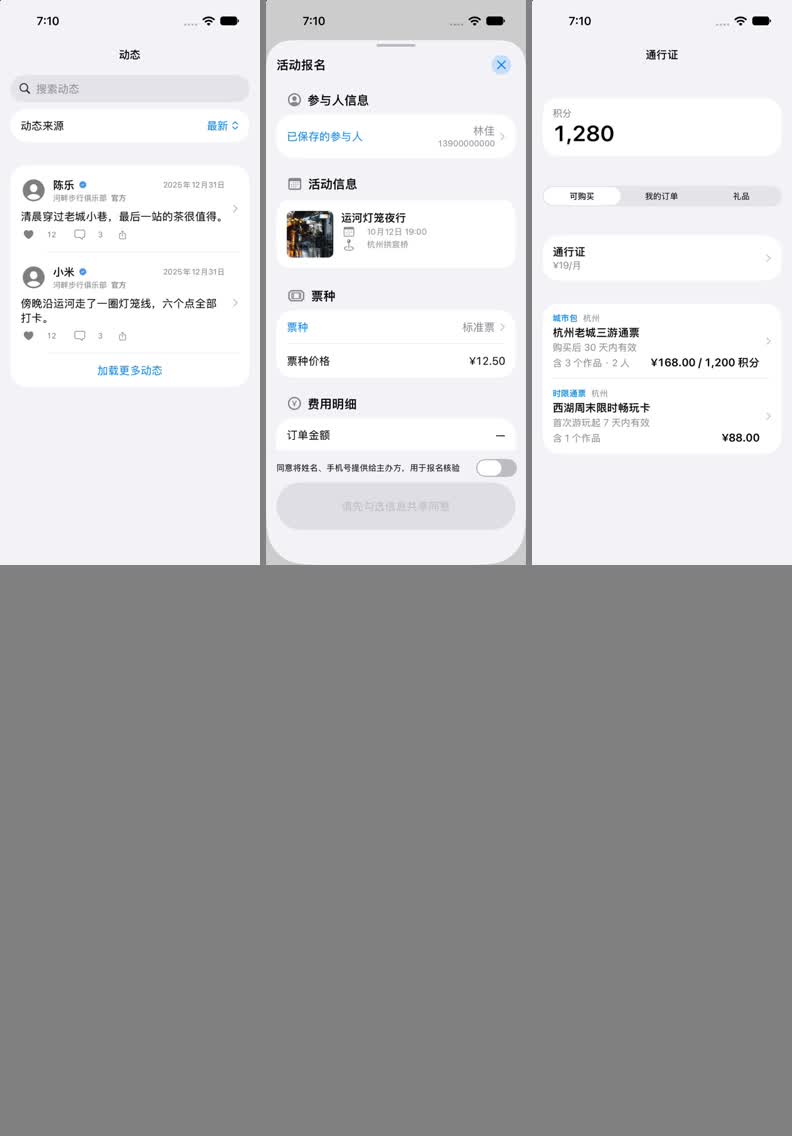 7:10
动态
搜索动态
动态来源
最新
陈乐
2025年12月31日
河畔步行俱乐部 官方
清晨穿过老城小巷，最后一站的茶很值得。
12
3
小米
2025年12月31日
河畔步行俱乐部 官方
傍晚沿运河走了一圈灯笼线，六个点全部
打卡。
12
3
加载更多动态
7:10
活动报名
参与人信息
已保存的参与人
林佳
13900000000
活动信息
运河灯笼夜行
10月12日 19:00
杭州拱宸桥
票种
票种
标准票
票种价格
¥12.50
费用明细
订单金额
—
同意将姓名、手机号提供给主办方，用于报名核验
请先勾选信息共享同意
7:10
通行证
积分
1,280
可购买
我的订单
礼品
通行证
¥19/月
城市包 杭州
杭州老城三游通票
购买后 30 天内有效
含 3 个作品 · 2 人
¥168.00 / 1,200 积分
时限通票 杭州
西湖周末限时畅玩卡
首次游玩起 7 天内有效
含 1 个作品
¥88.00